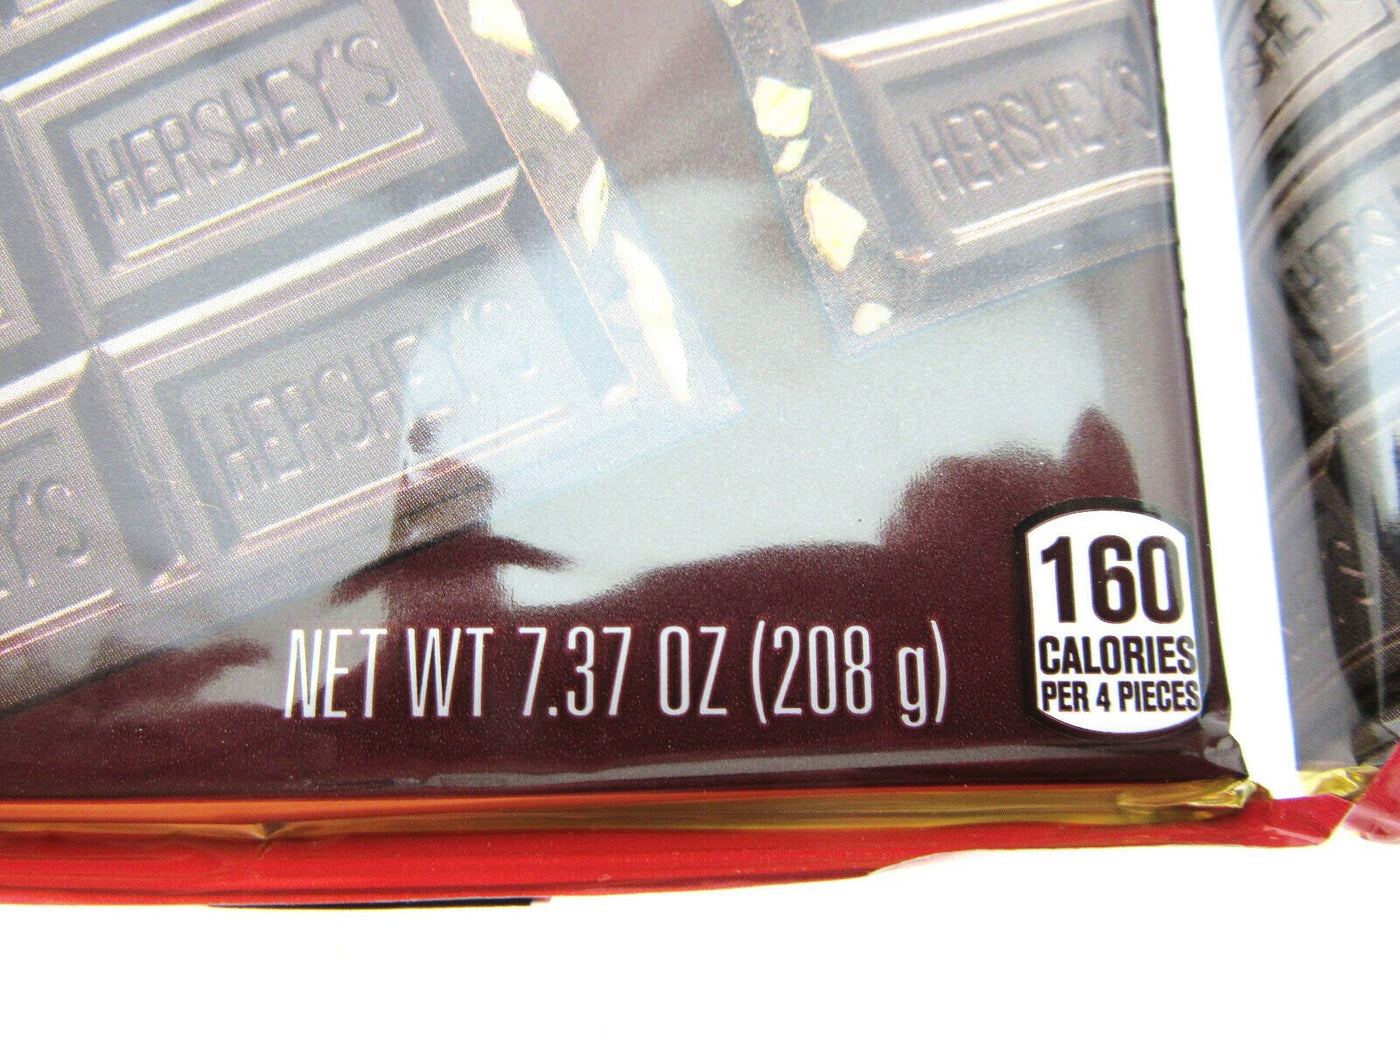 HERSHEY'S
HERSHEY'S
HERSHEY'S
Y'S
NET WT 7.37 OZ (208 g)
160
CALORIES
PER 4 PIECES